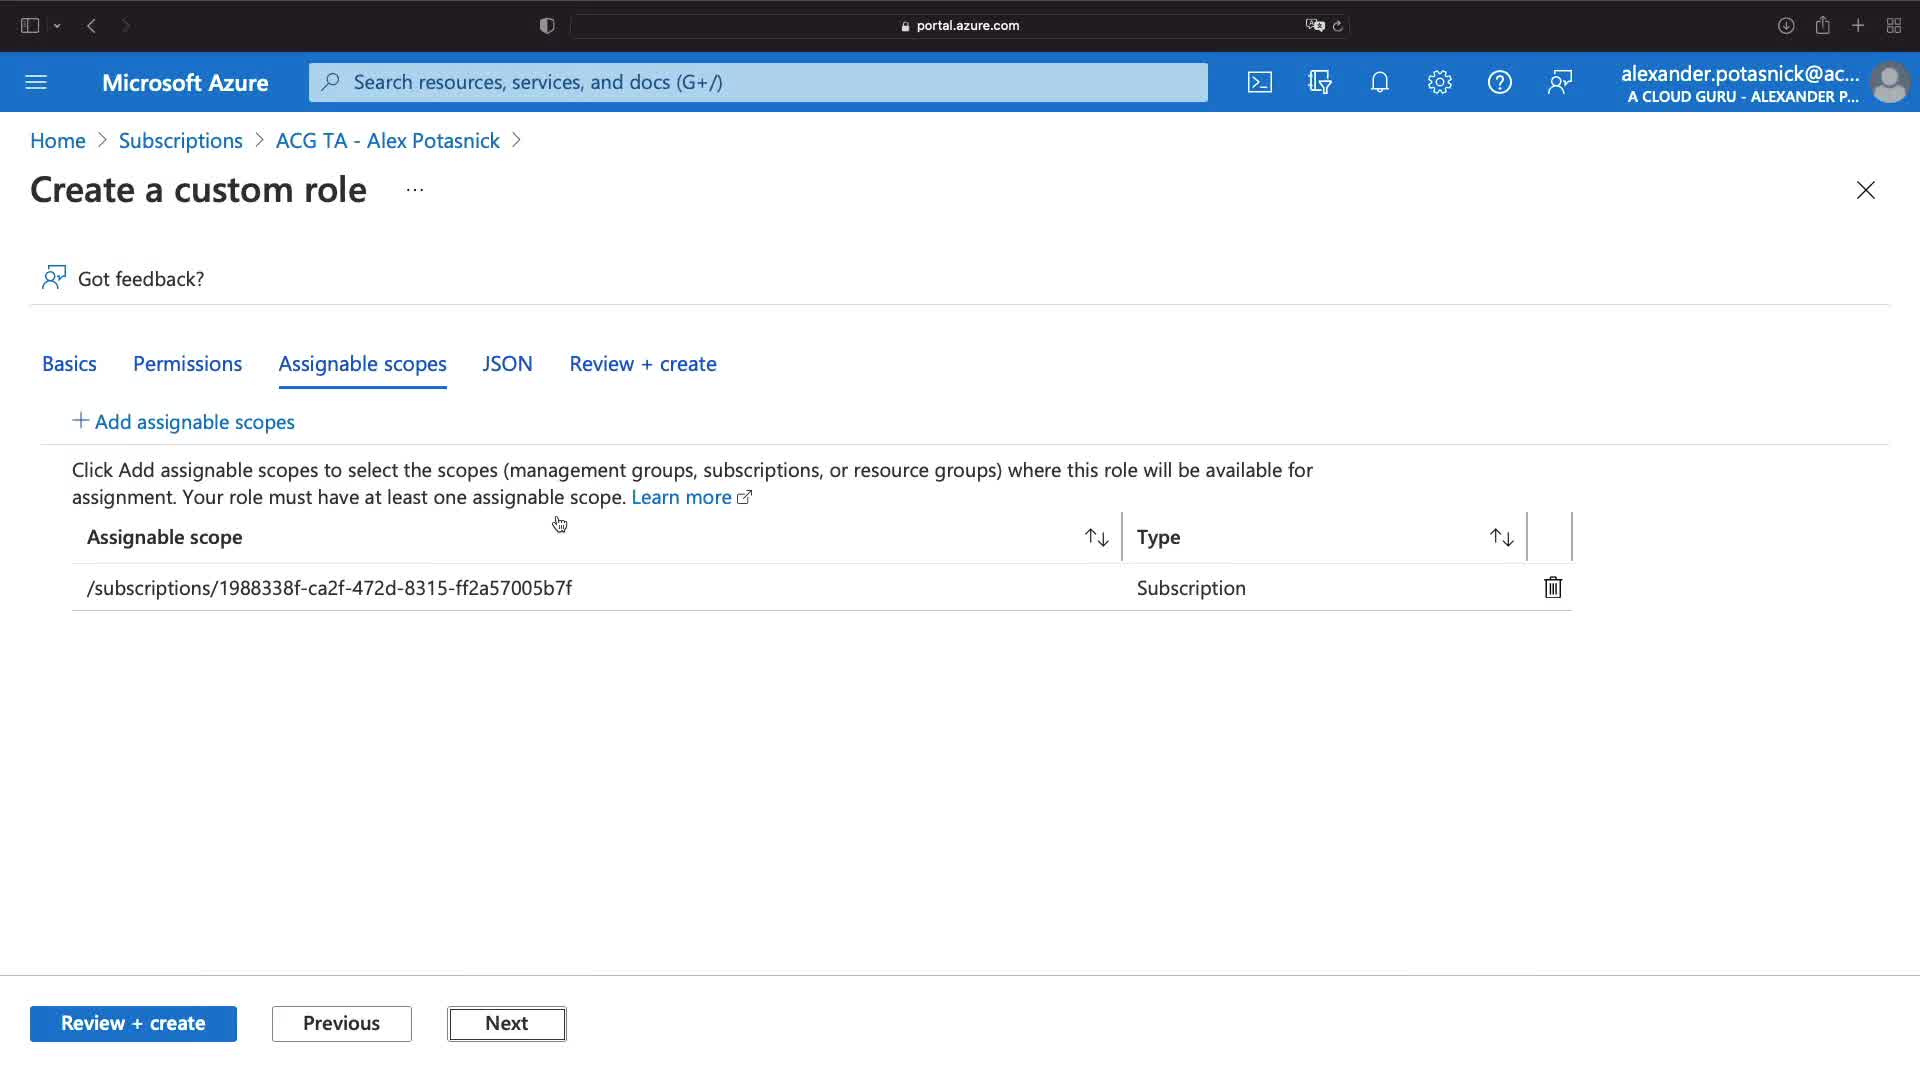 portal.azure.com
Microsoft Azure
Search resources, services, and docs (G+/)
alexander.potasnick@ac...
A CLOUD GURU - ALEXANDER P...
Home > Subscriptions > ACG TA - Alex Potasnick >
Create a custom role ...
Got feedback?
Basics Permissions Assignable scopes JSON Review + create
+ Add assignable scopes
Click Add assignable scopes to select the scopes (management groups, subscriptions, or resource groups) where this role will be available for
assignment. Your role must have at least one assignable scope. Learn more
Assignable scope Type
/subscriptions/1988338f-ca2f-472d-8315-ff2a57005b7f Subscription
Review + create Previous Next